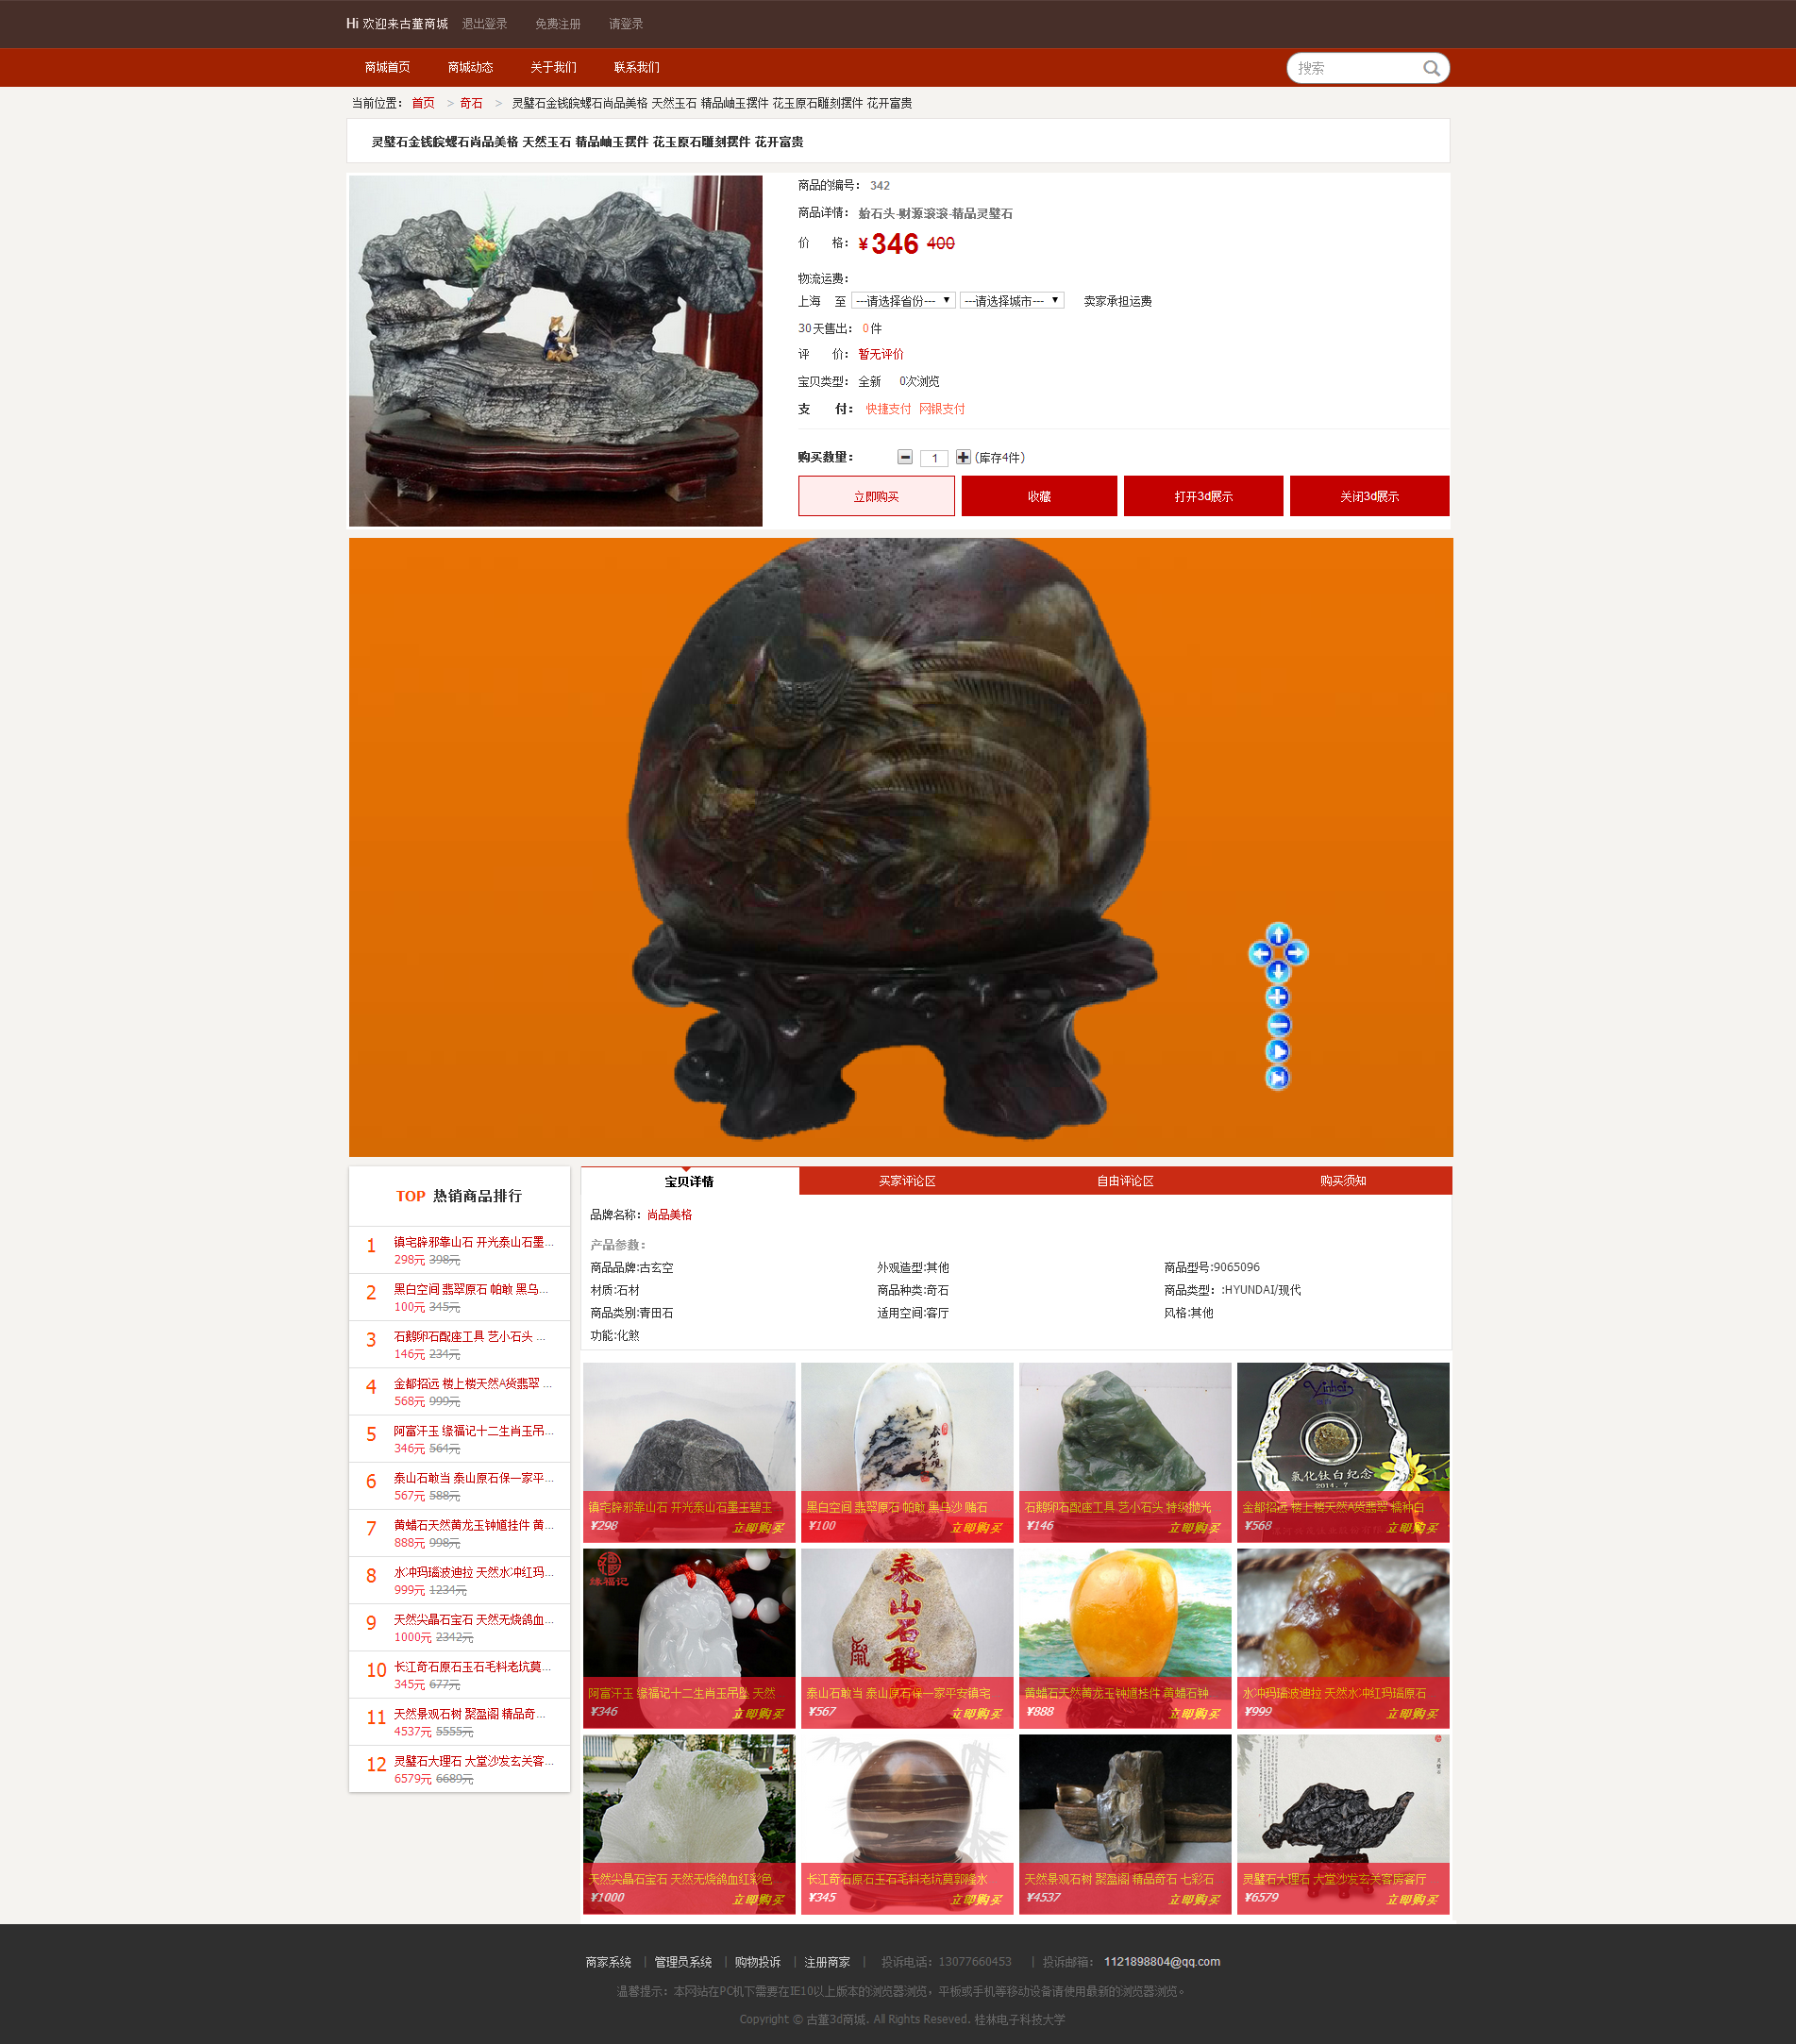 Hi 欢迎来古董商城 退出登录 免费注册 请登录
商城首页 商城动态 关于我们 联系我们 搜索
当前位置： 首页 > 奇石 > 灵璧石金钱皖螺石尚品美格 天然玉石 精品岫玉摆件 花玉原石雕刻摆件 花开富贵
灵璧石金钱皖螺石尚品美格 天然玉石 精品岫玉摆件 花玉原石雕刻摆件 花开富贵
商品的编号： 342
商品详情： 始石头-财源滚滚-精品灵璧石
价 格： ¥346 400
物流运费：
上海 至 ---请选择省份--- ---请选择城市--- 卖家承担运费
30天售出： 0件
评 价： 暂无评价
宝贝类型： 全新 0次浏览
支 付： 快捷支付 网银支付
购买数量： 1 (库存4件)
立即购买 收藏 打开3d展示 关闭3d展示
TOP 热销商品排行
1 镇宅辟邪靠山石 开光泰山石墨...
298元 398元
2 黑白空间 翡翠原石 帕敢 黑乌...
100元 345元
3 石鹅卵石配座工具 艺小石头 ...
146元 234元
4 金都招远 楼上楼天然A货翡翠 ...
568元 999元
5 阿富汗玉 缘福记十二生肖玉吊...
346元 564元
6 泰山石敢当 泰山原石保一家平...
567元 588元
7 黄蜡石天然黄龙玉钟馗挂件 黄...
888元 998元
8 水冲玛瑙波迪拉 天然水冲红玛...
999元 1234元
9 天然尖晶石宝石 天然无烧鸽血...
1000元 2342元
10 长江奇石原石玉石毛料老坑莫...
345元 677元
11 天然景观石树 聚盈阁 精品奇...
4537元 5555元
12 灵璧石大理石 大堂沙发玄关客...
6579元 6689元
宝贝详情 买家评论区 自由评论区 购买须知
品牌名称：尚品美格
产品参数：
商品品牌:古玄空 外观造型:其他 商品型号:9065096
材质:石材 商品种类:奇石 商品类型：:HYUNDAI/现代
商品类别:青田石 适用空间:客厅 风格:其他
功能:化煞
镇宅辟邪靠山石 开光泰山石墨玉碧玉
¥298 立即购买
泰山石敢当
黑白空间 翡翠原石 帕敢 黑乌沙 赌石
¥100 立即购买
石鹅卵石配座工具 艺小石头 特级抛光
¥146 立即购买
氯化钛白纪念
2014.7
金都招远 楼上楼天然A货翡翠 糯种白
¥568 立即购买
缘福记
阿富汗玉 缘福记十二生肖玉吊坠 天然
¥346 立即购买
泰山石敢
泰山石敢当 泰山原石保一家平安镇宅
¥567 立即购买
黄蜡石天然黄龙玉钟馗挂件 黄蜡石钟
¥888 立即购买
水冲玛瑙波迪拉 天然水冲红玛瑙原石
¥999 立即购买
天然尖晶石宝石 天然无烧鸽血红彩色
¥1000 立即购买
长江奇石原石玉石毛料老坑莫郭隆水
¥345 立即购买
天然景观石树 聚盈阁 精品奇石 七彩石
¥4537 立即购买
灵璧石大理石 大堂沙发玄关客房客厅
¥6579 立即购买
商家系统 | 管理员系统 | 购物投诉 | 注册商家 | 投诉电话：13077660453 | 投诉邮箱： 1121898804@qq.com
温馨提示：本网站在PC机下需要在IE10以上版本的浏览器浏览，平板或手机等移动设备请使用最新的浏览器浏览。
Copyright © 古董3d商城. All Rights Reseved. 桂林电子科技大学